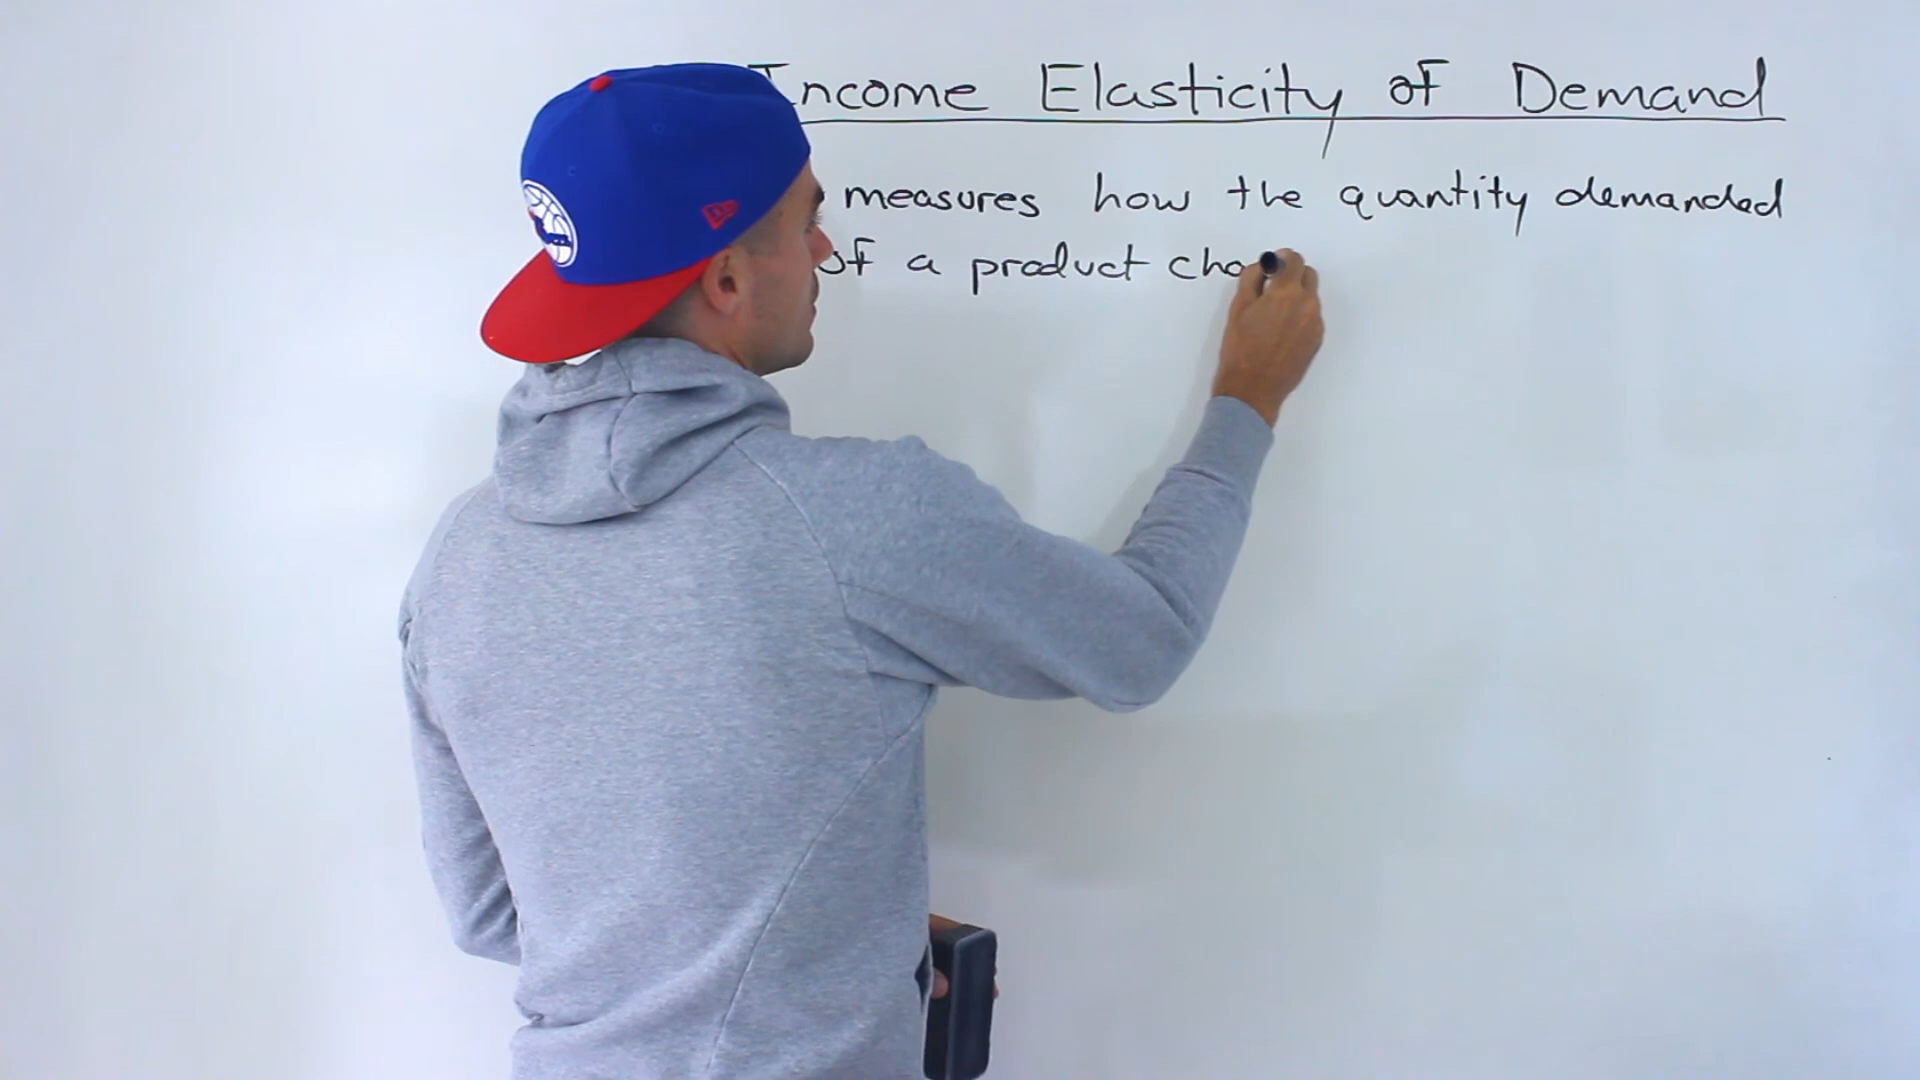 Income Elasticity of Demand
measures how the quantity demanded
of a product cha